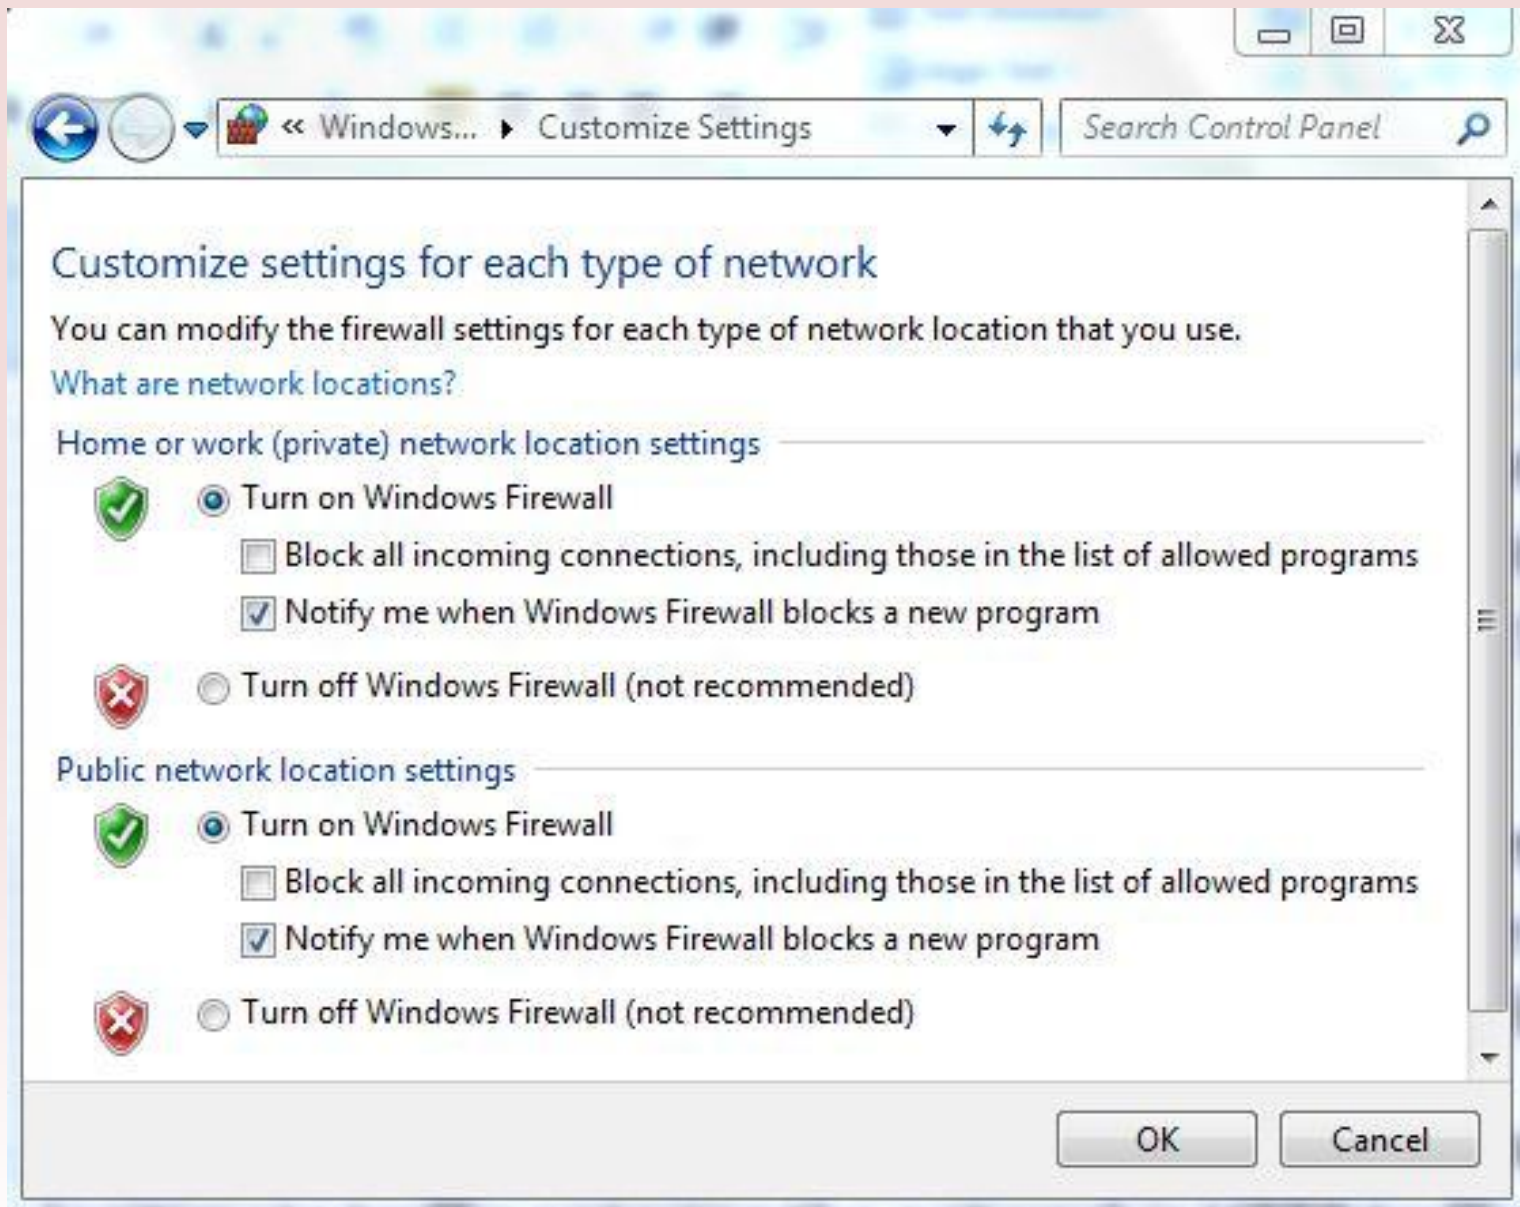 « Windows... ▸ Customize Settings
Search Control Panel
Customize settings for each type of network
You can modify the firewall settings for each type of network location that you use.
What are network locations?
Home or work (private) network location settings
Turn on Windows Firewall
Block all incoming connections, including those in the list of allowed programs
Notify me when Windows Firewall blocks a new program
Turn off Windows Firewall (not recommended)
Public network location settings
Turn on Windows Firewall
Block all incoming connections, including those in the list of allowed programs
Notify me when Windows Firewall blocks a new program
Turn off Windows Firewall (not recommended)
OK
Cancel